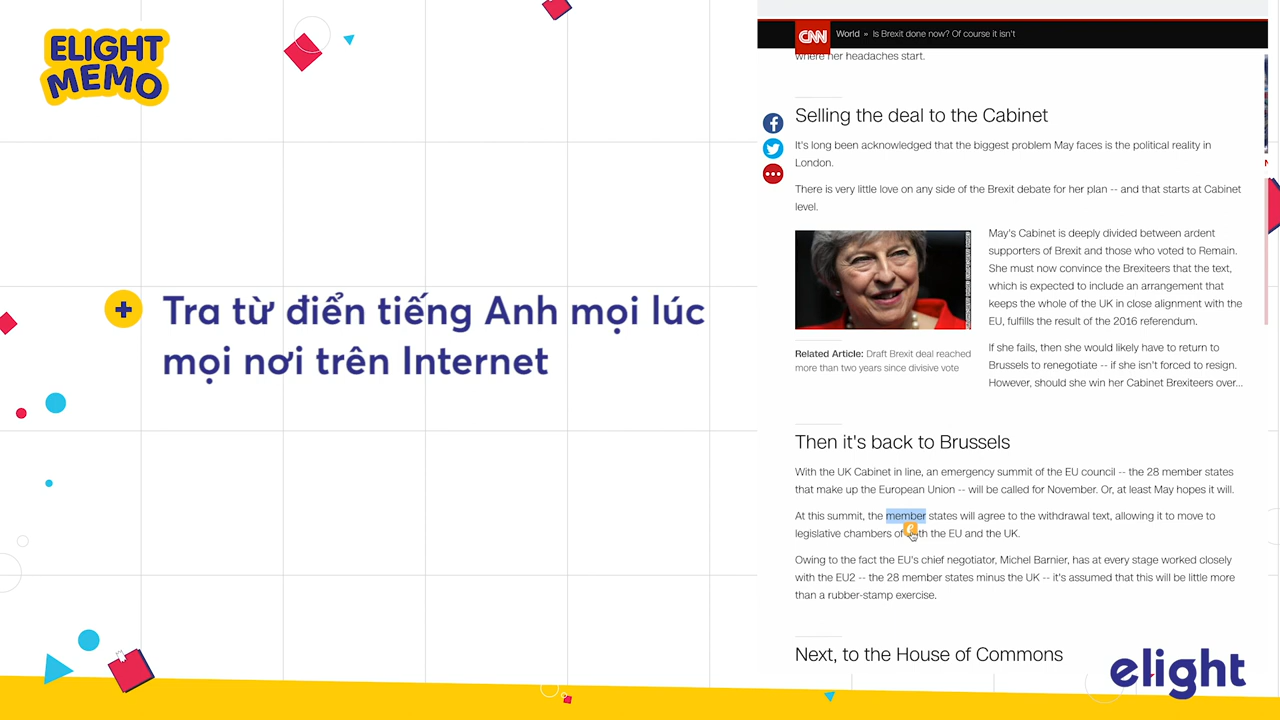 ELIGHT
MEMO
Tra từ điển tiếng Anh mọi lúc
mọi nơi trên Internet
CNN World » Is Brexit done now? Of course it isn't
where her headaches start.
Selling the deal to the Cabinet
It's long been acknowledged that the biggest problem May faces is the political reality in
London.
There is very little love on any side of the Brexit debate for her plan -- and that starts at Cabinet
level.
May's Cabinet is deeply divided between ardent
supporters of Brexit and those who voted to Remain.
She must now convince the Brexiteers that the text,
which is expected to include an arrangement that
keeps the whole of the UK in close alignment with the
EU, fulfills the result of the 2016 referendum.
Related Article: Draft Brexit deal reached
more than two years since divisive vote
If she fails, then she would likely have to return to
Brussels to renegotiate -- if she isn't forced to resign.
However, should she win her Cabinet Brexiteers over...
Then it's back to Brussels
With the UK Cabinet in line, an emergency summit of the EU council -- the 28 member states
that make up the European Union -- will be called for November. Or, at least May hopes it will.
At this summit, the member states will agree to the withdrawal text, allowing it to move to
legislative chambers of the EU and the UK.
Owing to the fact the EU's chief negotiator, Michel Barnier, has at every stage worked closely
with the EU2 -- the 28 member states minus the UK -- it's assumed that this will be little more
than a rubber-stamp exercise.
Next, to the House of Commons
elight